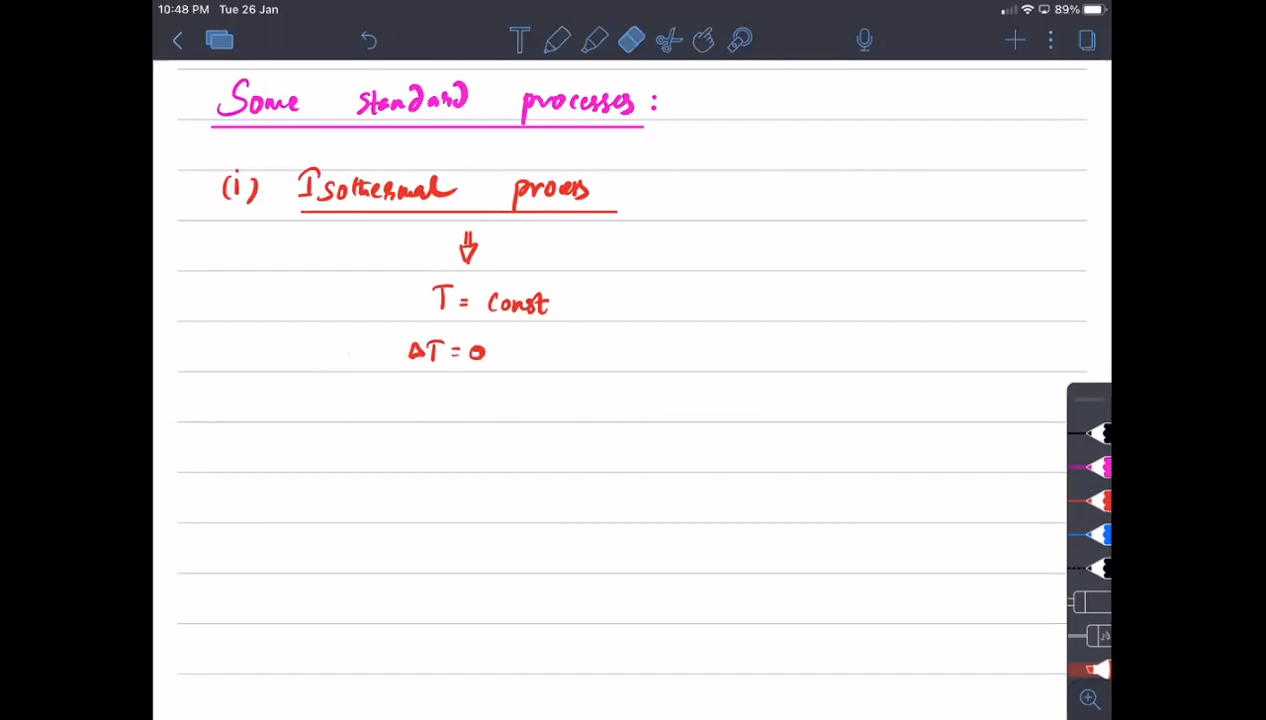 10:48 PM Tue 26 Jan 89%
Some standard processes:
(i) Isothermal process
⇓
T = Const
ΔT = 0